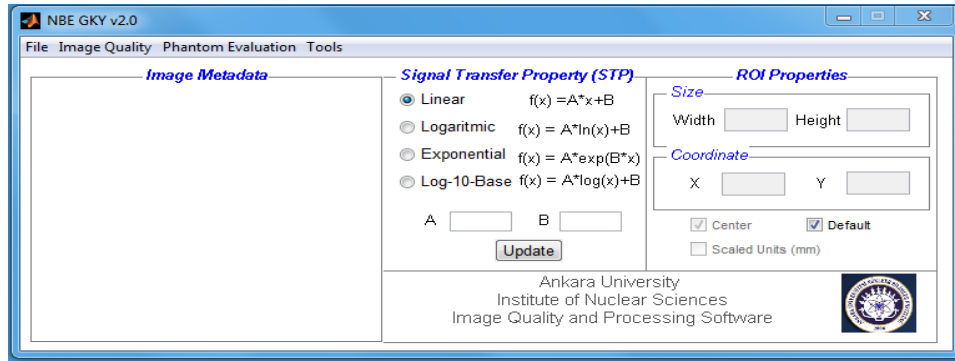 NBE GKY v2.0
File Image Quality Phantom Evaluation Tools
Image Metadata
Signal Transfer Property (STP)
Linear f(x) =A*x+B
Logaritmic f(x) = A*ln(x)+B
Exponential f(x) = A*exp(B*x)
Log-10-Base f(x) = A*log(x)+B
A B
Update
ROI Properties
Size
Width Height
Coordinate
X Y
Center Default
Scaled Units (mm)
Ankara University
Institute of Nuclear Sciences
Image Quality and Processing Software